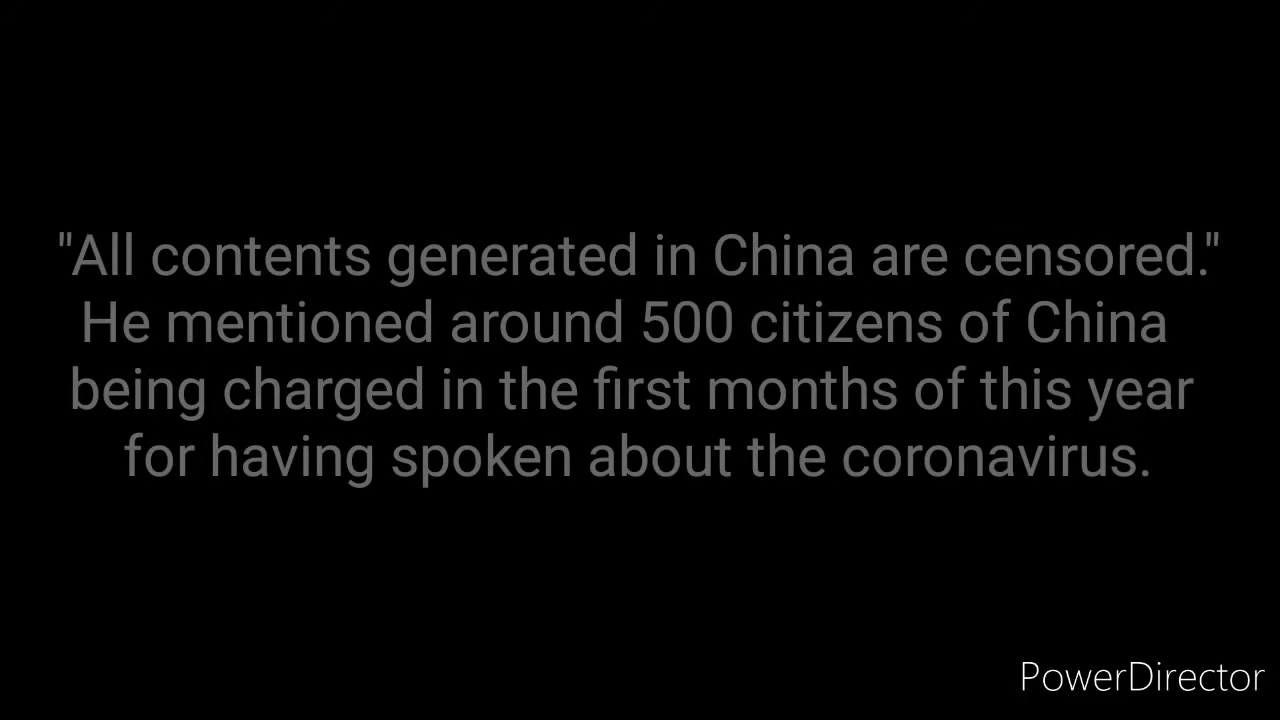 "All contents generated in China are censored."
He mentioned around 500 citizens of China
being charged in the first months of this year
for having spoken about the coronavirus.
PowerDirector